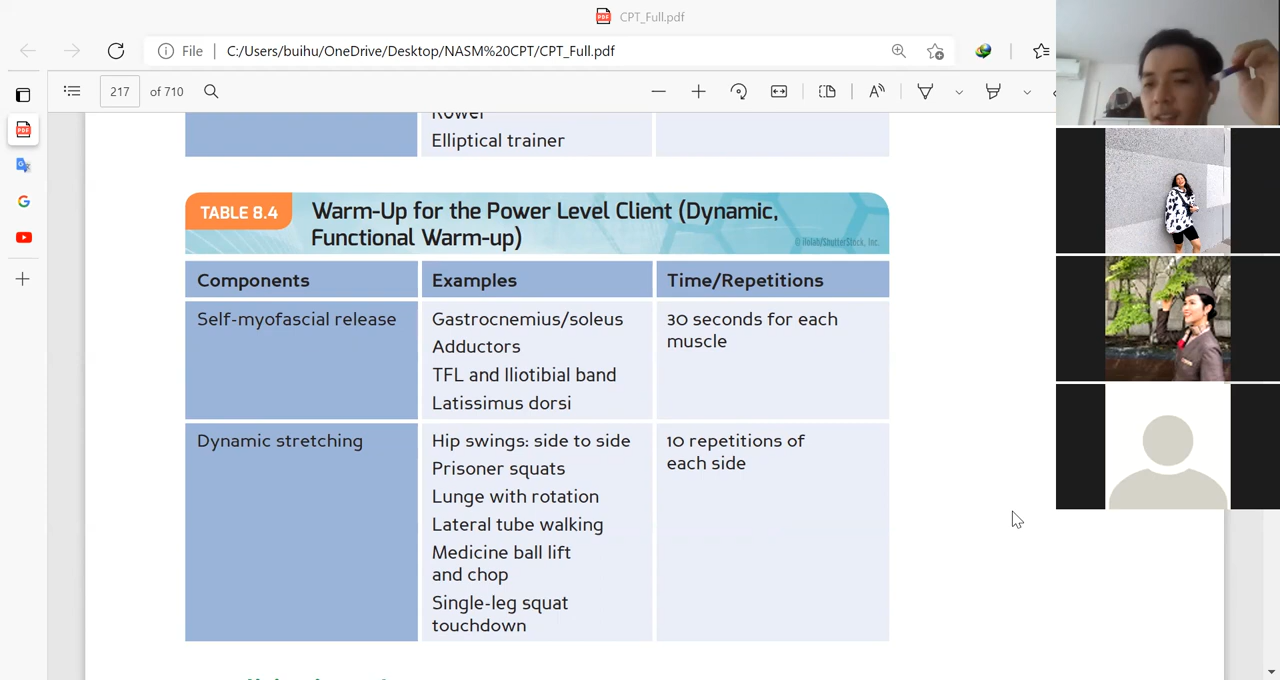 CPT_Full.pdf
File
C:/Users/buihu/OneDrive/Desktop/NASM%20CPT/CPT_Full.pdf
217
of 710
Rower
Elliptical trainer
TABLE 8.4
Warm-Up for the Power Level Client (Dynamic,
Functional Warm-up)
© ilolab/ShutterStock, Inc.
Components
Examples
Time/Repetitions
Self-myofascial release
Gastrocnemius/soleus
Adductors
TFL and Iliotibial band
Latissimus dorsi
30 seconds for each
muscle
Dynamic stretching
Hip swings: side to side
Prisoner squats
Lunge with rotation
Lateral tube walking
Medicine ball lift
and chop
Single-leg squat
touchdown
10 repetitions of
each side